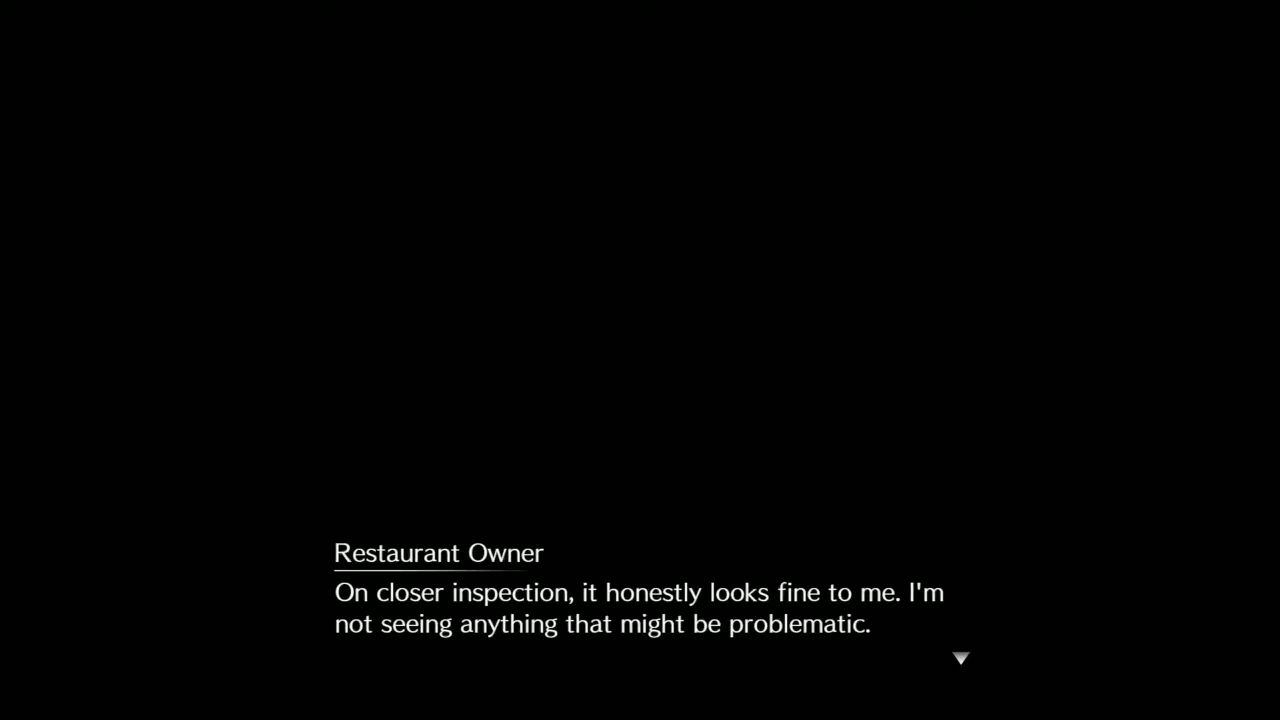 Restaurant Owner
On closer inspection, it honestly looks fine to me. I'm
not seeing anything that might be problematic.